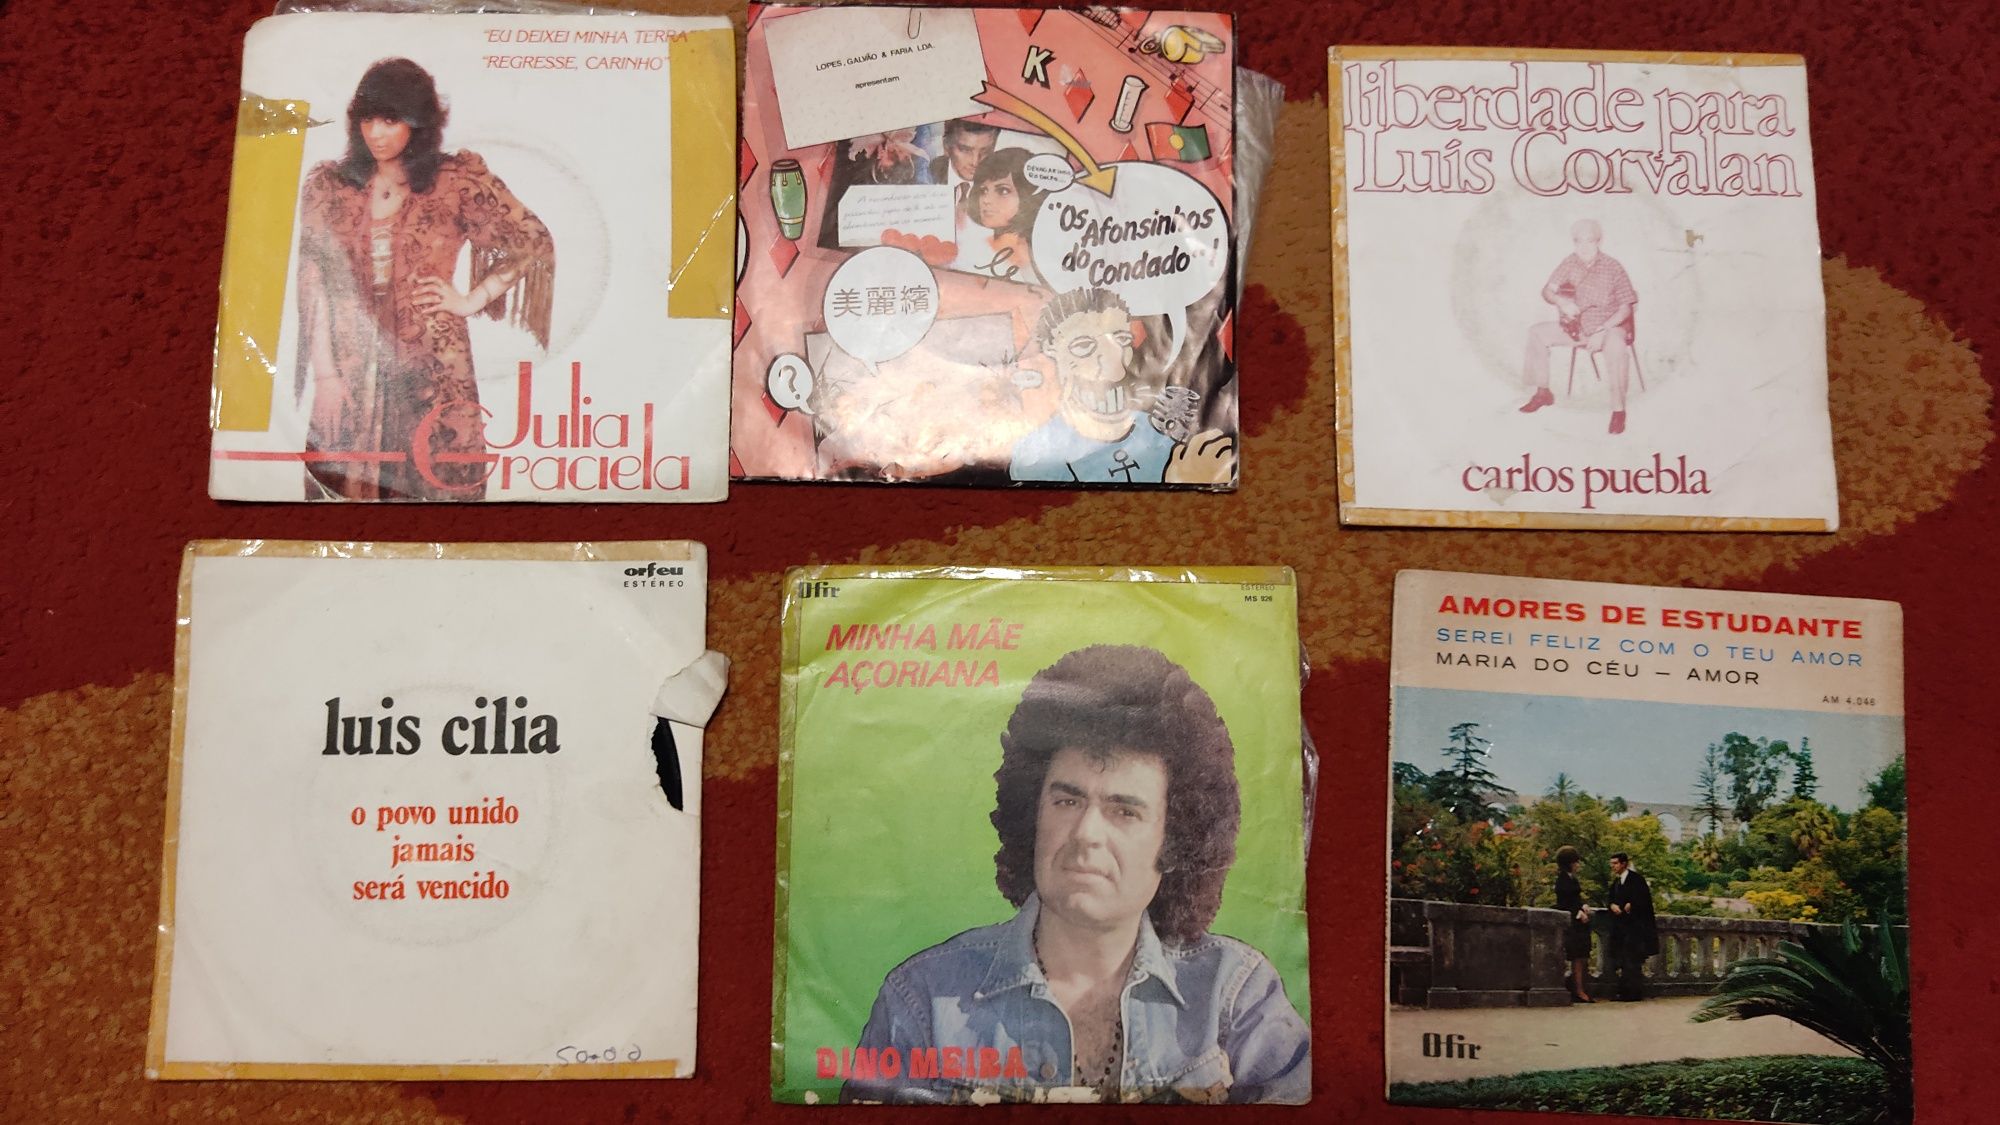 "EU DEIXEI MINHA TERRA"
"REGRESSE, CARINHO"
Julia
Graciela
LOPES, GALVÃO & FARIA LDA.
apresentam
K
"Os Afonsinhos
do Condado"!
美麗繽
?
liberdade para
Luís Corvalan
carlos puebla
orfeu
ESTÉREO
luis cilia
o povo unido
jamais
será vencido
50.00
Ofir
ESTÉREO
MS 926
MINHA MÃE
AÇORIANA
DINO MEIRA
AMORES DE ESTUDANTE
SEREI FELIZ COM O TEU AMOR
MARIA DO CÉU — AMOR
AM 4.046
Ofir